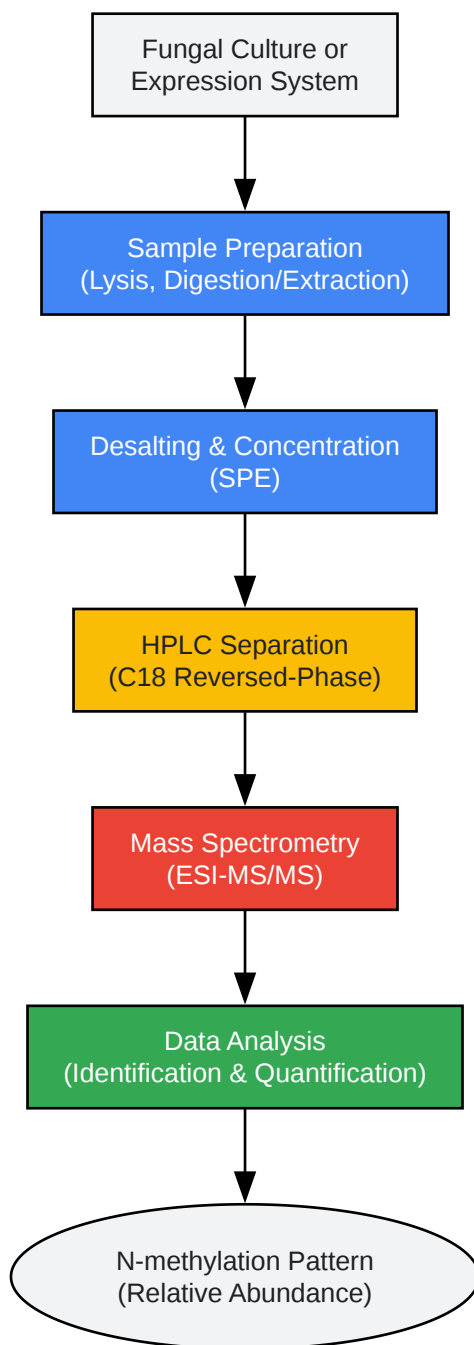 Fungal Culture or
Expression System
Sample Preparation
(Lysis, Digestion/Extraction)
Desalting & Concentration
(SPE)
HPLC Separation
(C18 Reversed-Phase)
Mass Spectrometry
(ESI-MS/MS)
Data Analysis
(Identification & Quantification)
N-methylation Pattern
(Relative Abundance)